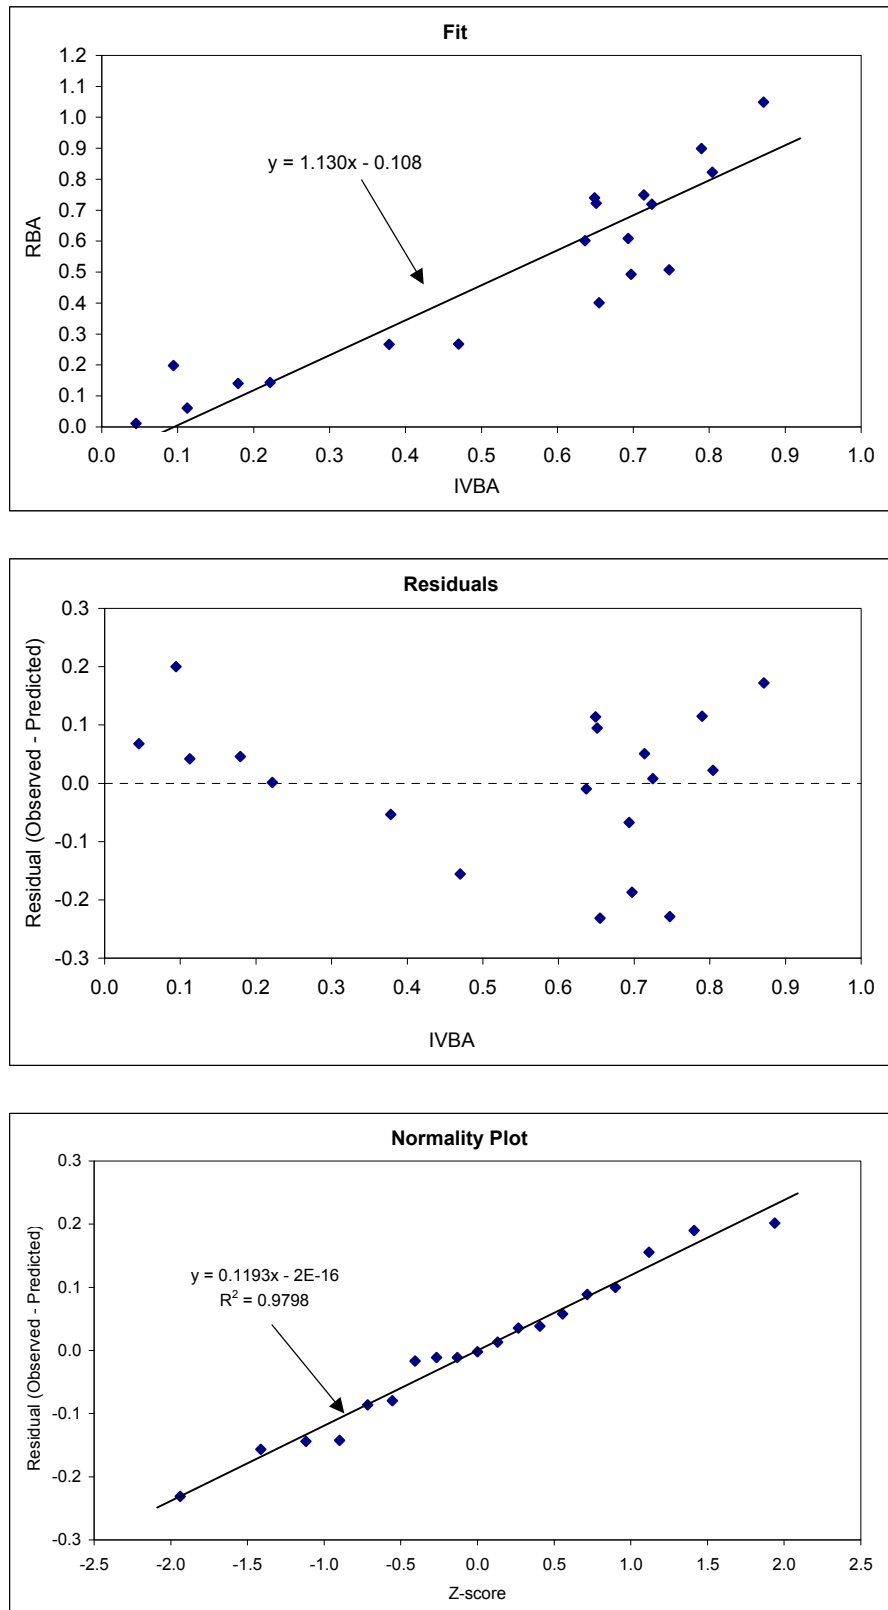 Fit
1.2
1.1
1.0
0.9
0.8
0.7
0.6
0.5
0.4
0.3
0.2
0.1
0.0
RBA
y = 1.130x - 0.108
0.0 0.1 0.2 0.3 0.4 0.5 0.6 0.7 0.8 0.9 1.0
IVBA
Residuals
0.3
0.2
0.1
0.0
-0.1
-0.2
-0.3
Residual (Observed - Predicted)
0.0 0.1 0.2 0.3 0.4 0.5 0.6 0.7 0.8 0.9 1.0
IVBA
Normality Plot
0.3
0.2
0.1
0.0
-0.1
-0.2
-0.3
Residual (Observed - Predicted)
y = 0.1193x - 2E-16
R² = 0.9798
-2.5 -2.0 -1.5 -1.0 -0.5 0.0 0.5 1.0 1.5 2.0 2.5
Z-score